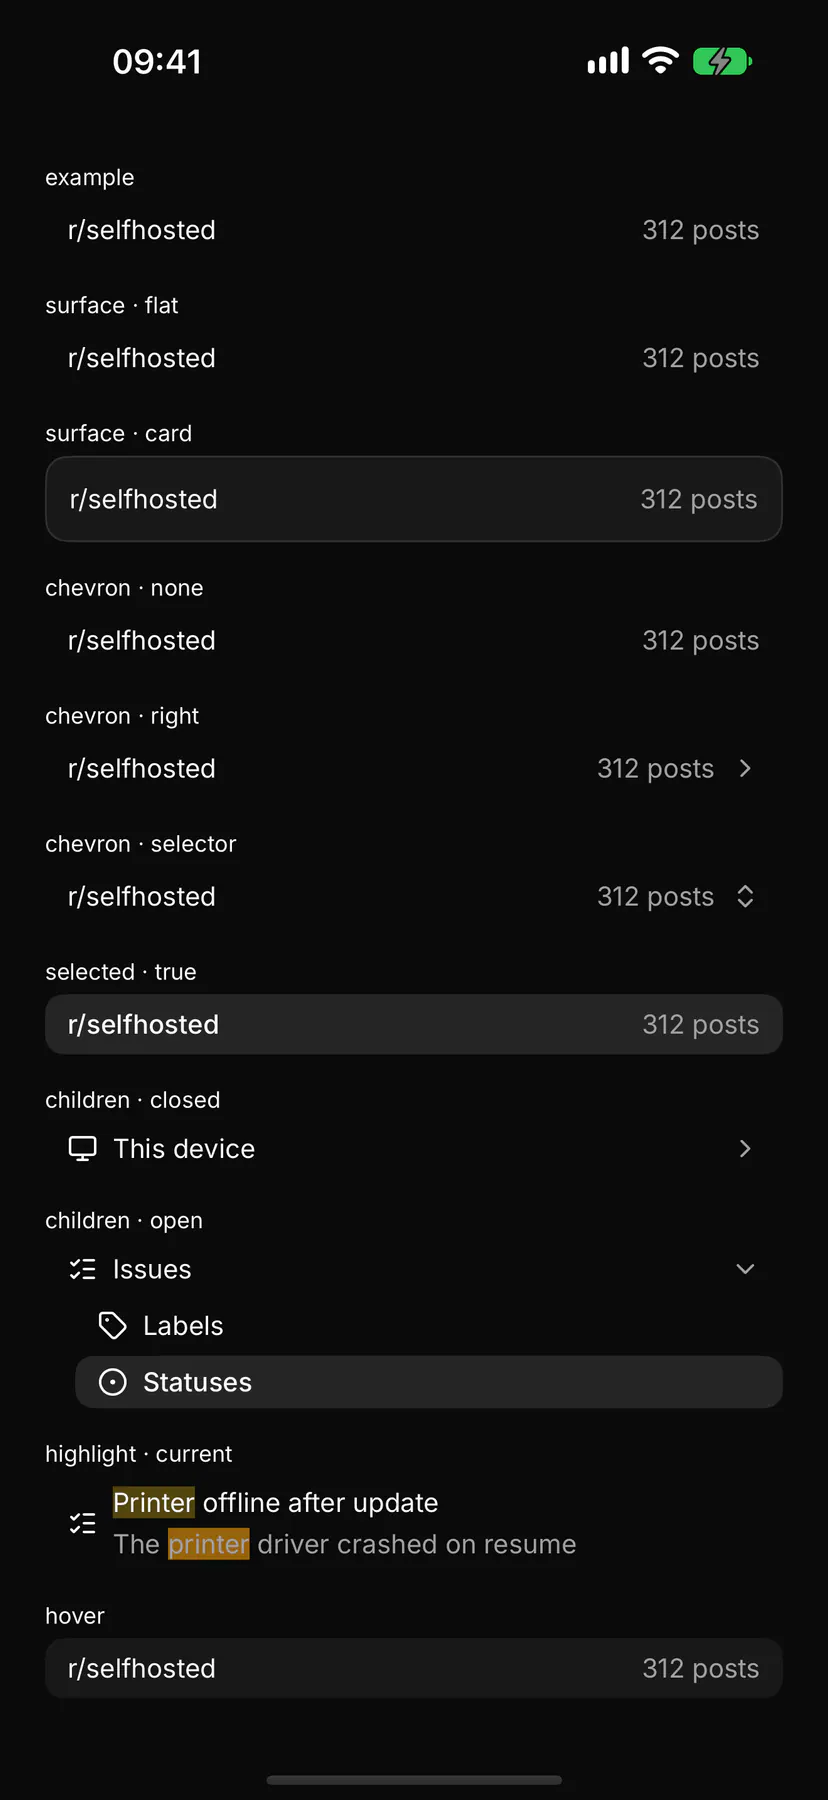 09:41
example
r/selfhosted 312 posts
surface · flat
r/selfhosted 312 posts
surface · card
r/selfhosted 312 posts
chevron · none
r/selfhosted 312 posts
chevron · right
r/selfhosted 312 posts
chevron · selector
r/selfhosted 312 posts
selected · true
r/selfhosted 312 posts
children · closed
This device
children · open
Issues
Labels
Statuses
highlight · current
Printer offline after update
The printer driver crashed on resume
hover
r/selfhosted 312 posts